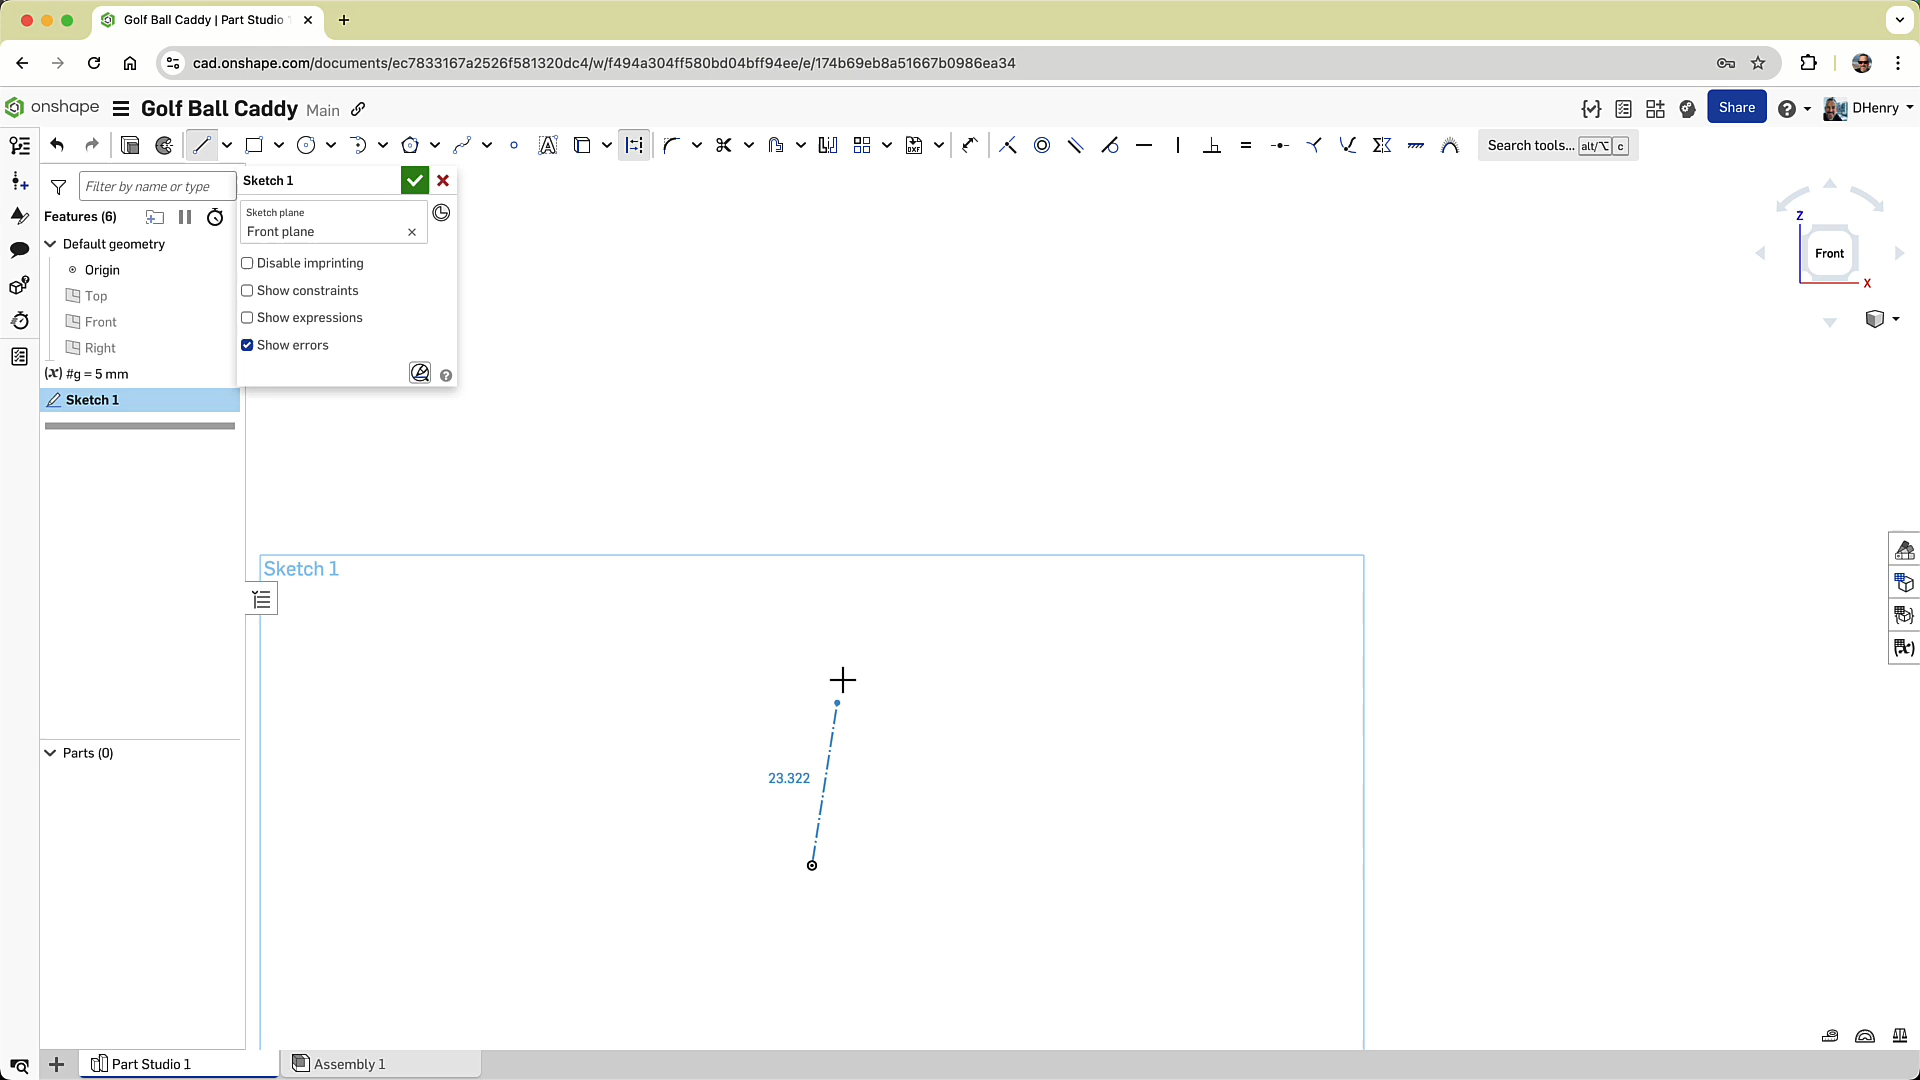 Golf Ball Caddy | Part Studio
cad.onshape.com/documents/ec7833167a2526f581320dc4/w/f494a304ff580bd04bff94ee/e/174b69eb8a51667b0986ea34
onshape
Golf Ball Caddy Main
Share
DHenry
Search tools... alt/⌥ c
Filter by name or type
Features (6)
Default geometry
Origin
Top
Front
Right
(x) #g = 5 mm
Sketch 1
Sketch 1
Sketch plane
Front plane
Disable imprinting
Show constraints
Show expressions
Show errors
Z
Front
X
Sketch 1
23.322
Parts (0)
Part Studio 1
Assembly 1